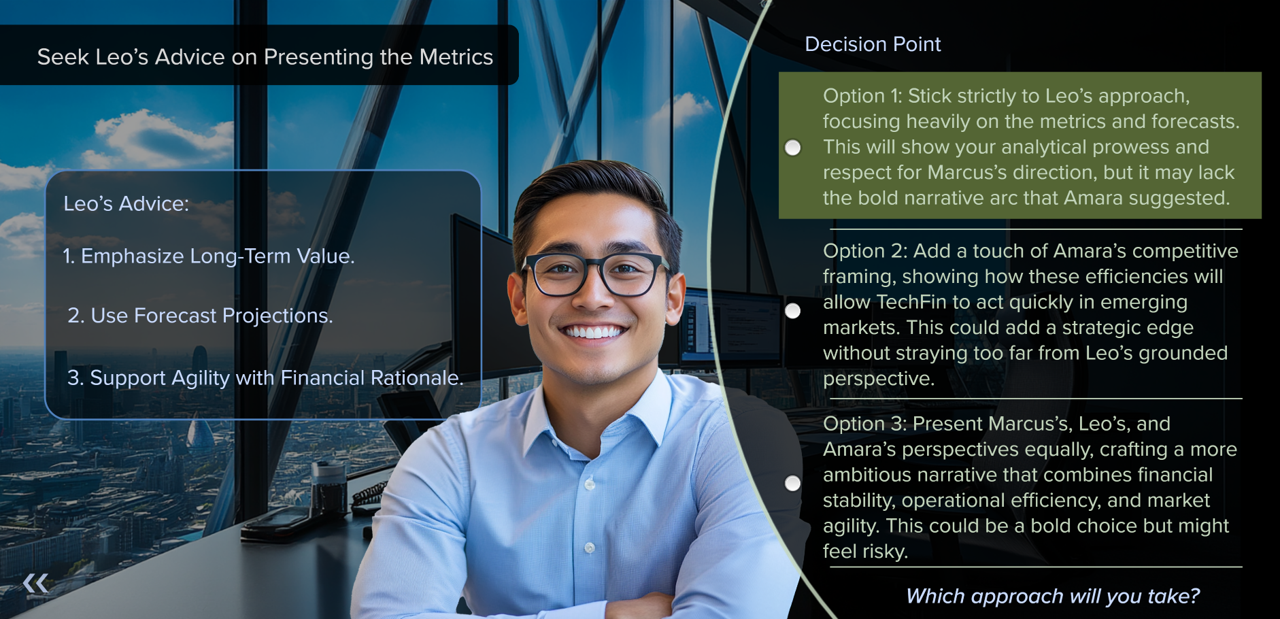 Seek Leo’s Advice on Presenting the Metrics
Leo’s Advice:
1. Emphasize Long-Term Value.
2. Use Forecast Projections.
3. Support Agility with Financial Rationale.
Decision Point
Option 1: Stick strictly to Leo’s approach,
focusing heavily on the metrics and forecasts.
This will show your analytical prowess and
respect for Marcus’s direction, but it may lack
the bold narrative arc that Amara suggested.
Option 2: Add a touch of Amara’s competitive
framing, showing how these efficiencies will
allow TechFin to act quickly in emerging
markets. This could add a strategic edge
without straying too far from Leo’s grounded
perspective.
Option 3: Present Marcus’s, Leo’s, and
Amara’s perspectives equally, crafting a more
ambitious narrative that combines financial
stability, operational efficiency, and market
agility. This could be a bold choice but might
feel risky.
Which approach will you take?